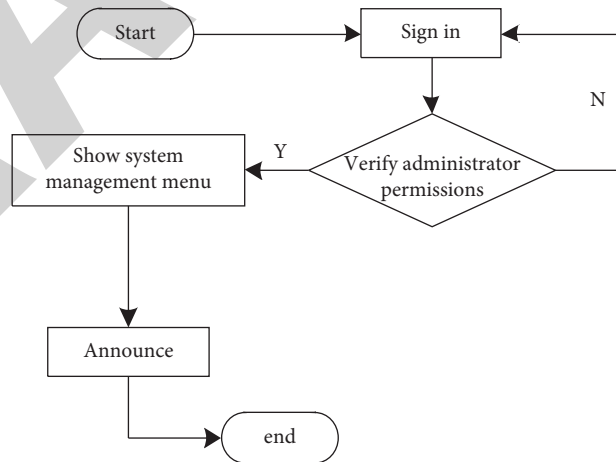 Start
Sign in
N
Y
Verify administrator
permissions
Show system
management menu
Announce
end